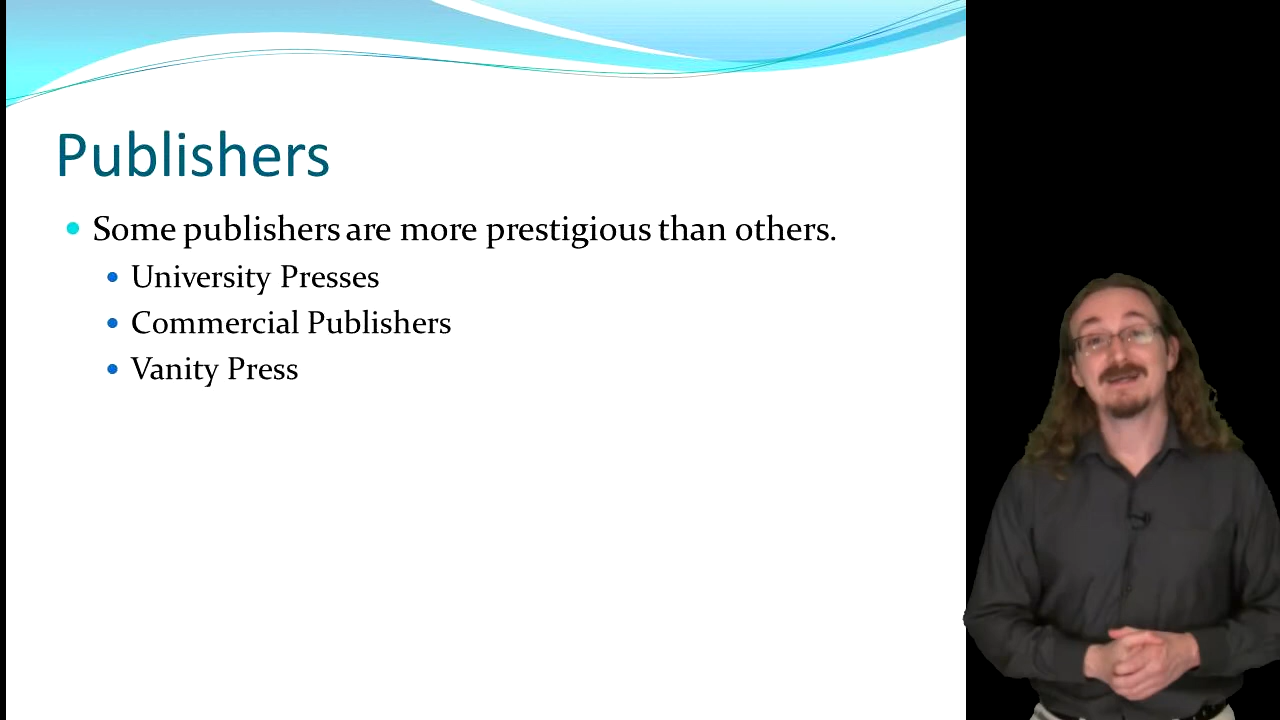 Publishers
Some publishers are more prestigious than others.
University Presses
Commercial Publishers
Vanity Press